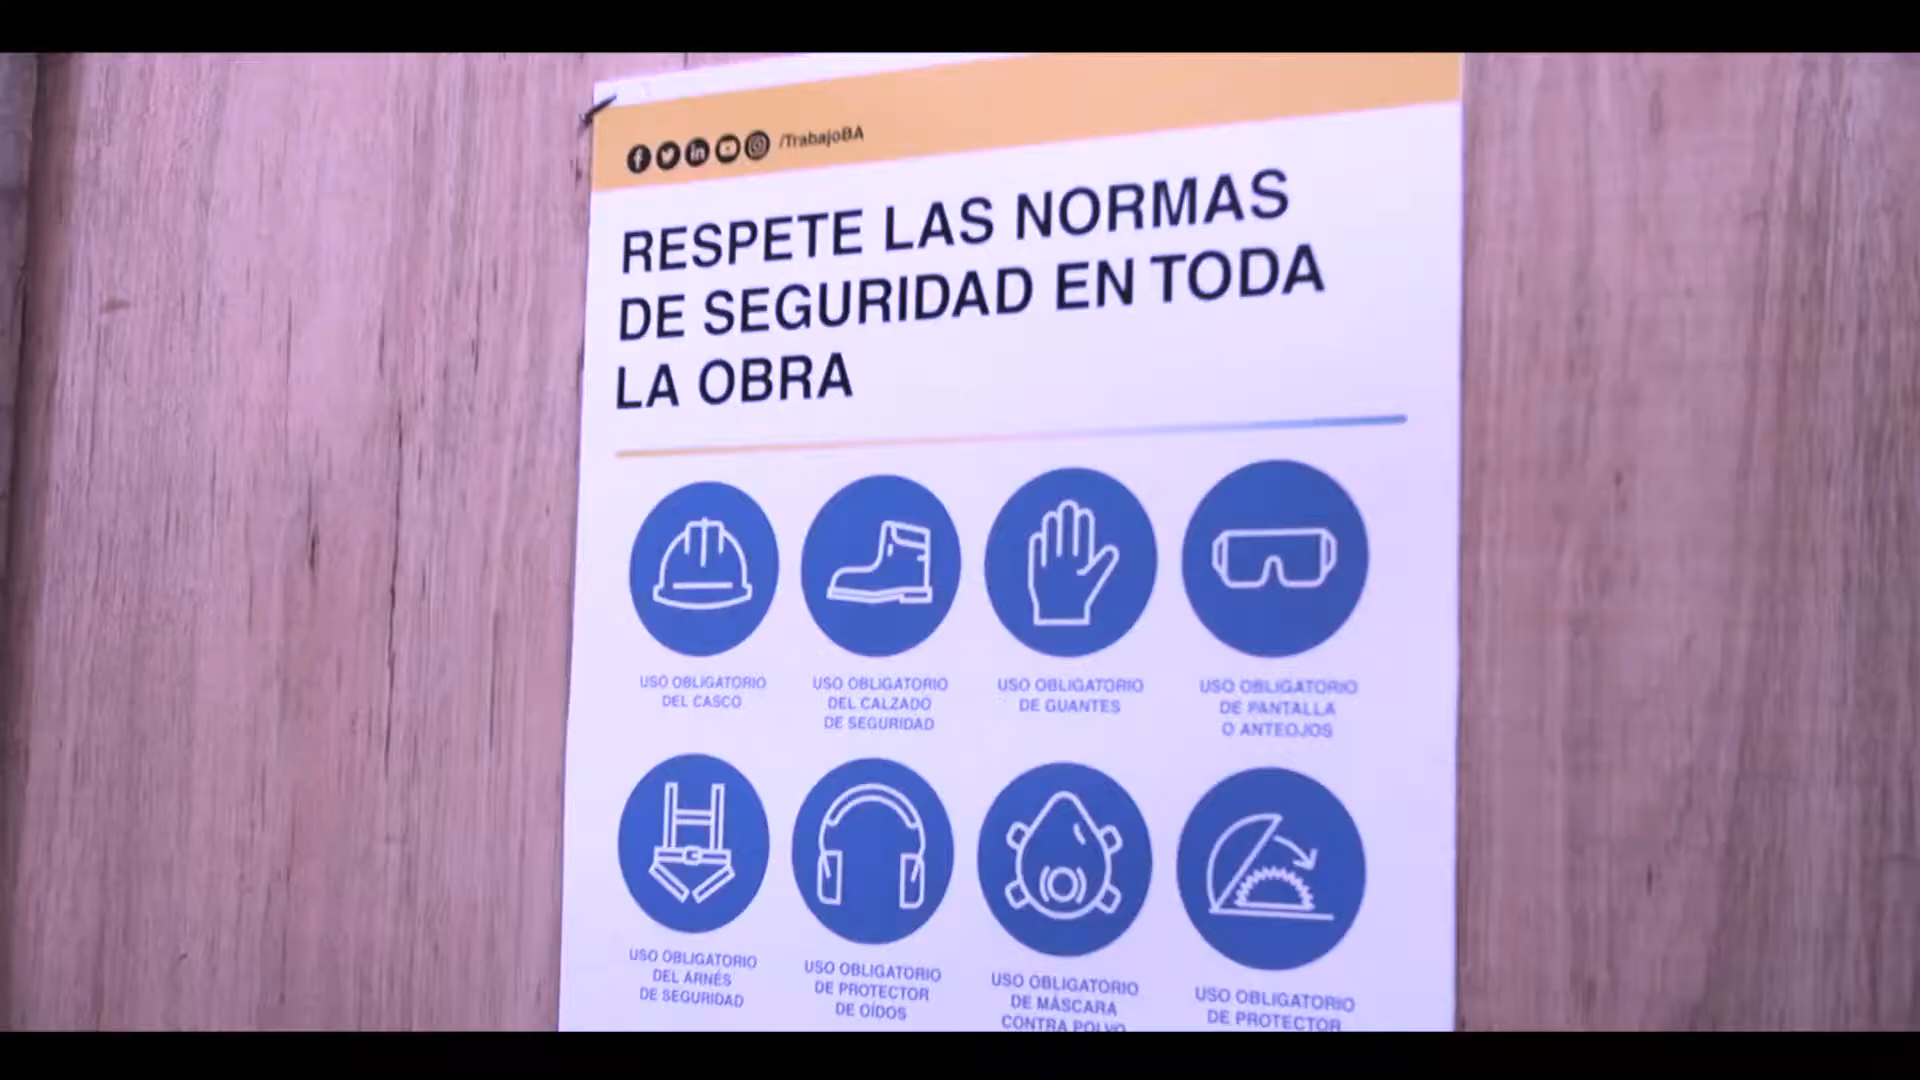 /TrabajoBA
RESPETE LAS NORMAS
DE SEGURIDAD EN TODA
LA OBRA
USO OBLIGATORIO
DEL CASCO
USO OBLIGATORIO
DEL CALZADO
DE SEGURIDAD
USO OBLIGATORIO
DE GUANTES
USO OBLIGATORIO
DE PANTALLA
O ANTEOJOS
USO OBLIGATORIO
DEL ARNÉS
DE SEGURIDAD
USO OBLIGATORIO
DE PROTECTOR
DE OÍDOS
USO OBLIGATORIO
DE MÁSCARA
CONTRA POLVO
USO OBLIGATORIO
DE PROTECTOR